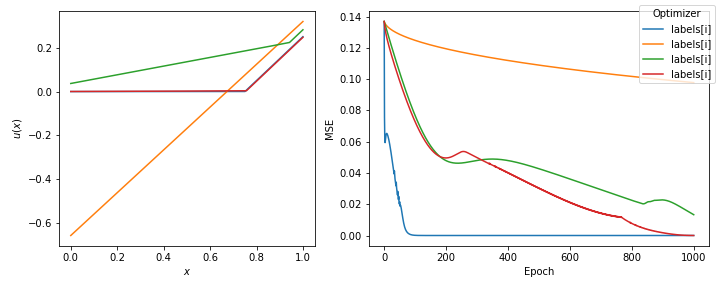 0.2
0.0
−0.2
−0.4
−0.6
u(x)
0.0 0.2 0.4 0.6 0.8 1.0
x
0.14
0.12
0.10
0.08
0.06
0.04
0.02
0.00
MSE
0 200 400 600 800 1000
Epoch
Optimizer
labels[i]
labels[i]
labels[i]
labels[i]